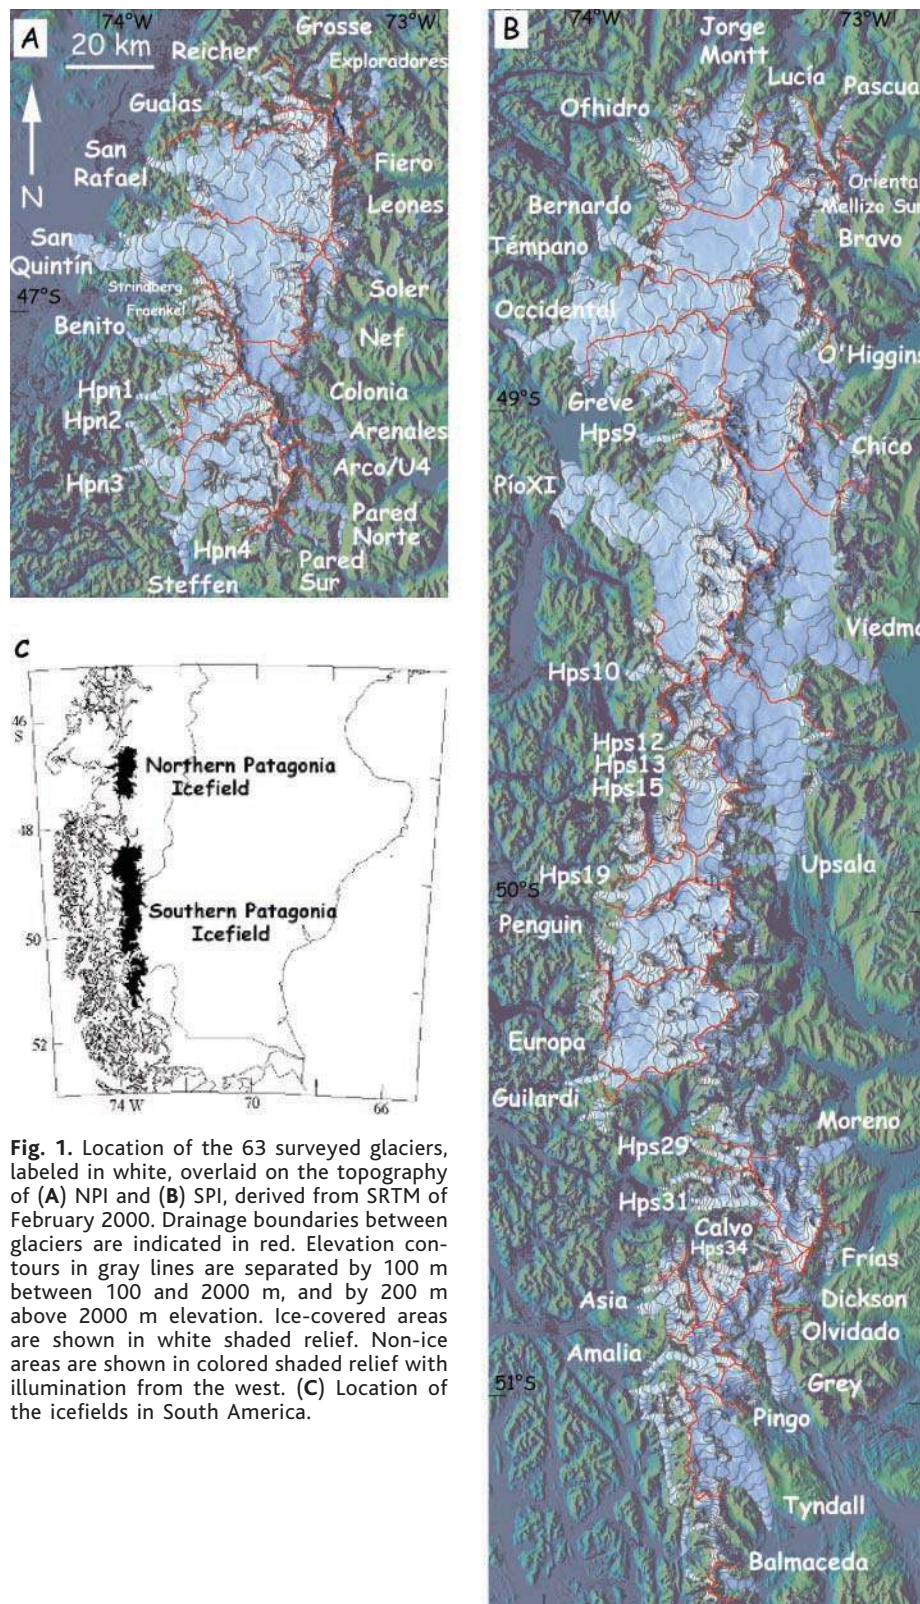 A
74°W
73°W
20 km
N
Grosse
Reicher
Exploradores
Gualas
San
Rafael
Fiero
Leones
San
Quintín
47°S
Strindberg
Fraenkel
Soler
Benito
Nef
Hpn1
Colonia
Hpn2
Arenales
Arco/U4
Hpn3
Pared
Norte
Hpn4
Pared
Sur
Steffen
B
74°W
73°W
Jorge
Montt
Lucía
Pascua
Ofhidro
Oriental
Mellizo Sur
Bernardo
Bravo
Témpano
Occidental
O'Higgins
49°S
Greve
Hps9
Chico
PíoXI
Viedma
Hps10
Hps12
Hps13
Hps15
Upsala
Hps19
50°S
Penguin
Europa
Guilardi
Moreno
Hps29
Hps31
Calvo
Hps34
Frías
Asia
Dickson
Olvidado
Amalia
51°S
Grey
Pingo
Tyndall
Balmaceda
C
46
S
Northern Patagonia
Icefield
48
Southern Patagonia
Icefield
50
52
74 W
70
66
Fig. 1. Location of the 63 surveyed glaciers,
labeled in white, overlaid on the topography
of (A) NPI and (B) SPI, derived from SRTM of
February 2000. Drainage boundaries between
glaciers are indicated in red. Elevation con-
tours in gray lines are separated by 100 m
between 100 and 2000 m, and by 200 m
above 2000 m elevation. Ice-covered areas
are shown in white shaded relief. Non-ice
areas are shown in colored shaded relief with
illumination from the west. (C) Location of
the icefields in South America.